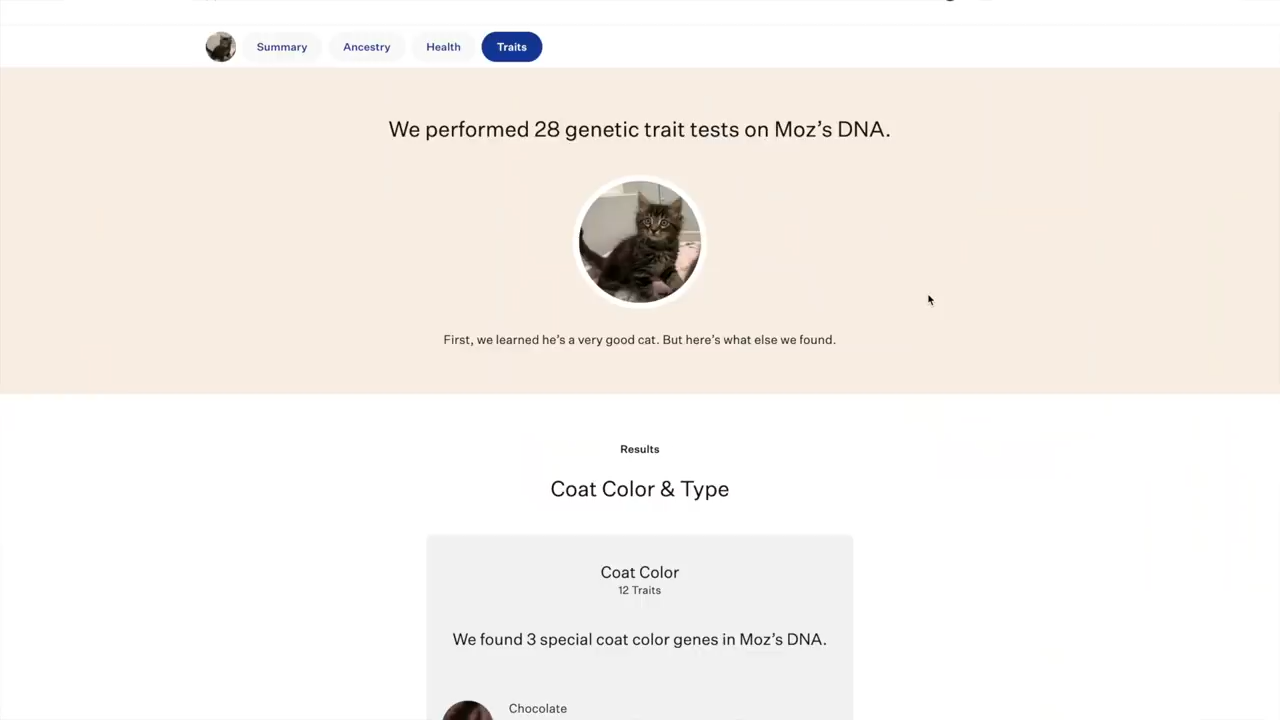 Summary
Ancestry
Health
Traits
We performed 28 genetic trait tests on Moz’s DNA.
First, we learned he’s a very good cat. But here’s what else we found.
Results
Coat Color & Type
Coat Color
12 Traits
We found 3 special coat color genes in Moz’s DNA.
Chocolate